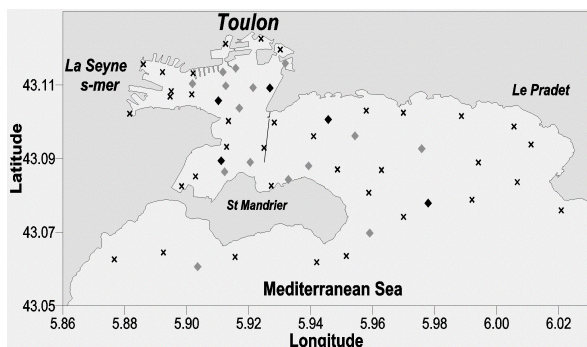 Toulon
La Seyne
s-mer
Le Pradet
43.11
43.09
43.07
43.05
Latitude
St Mandrier
Mediterranean Sea
5.86 5.88 5.90 5.92 5.94 5.96 5.98 6.00 6.02
Longitude